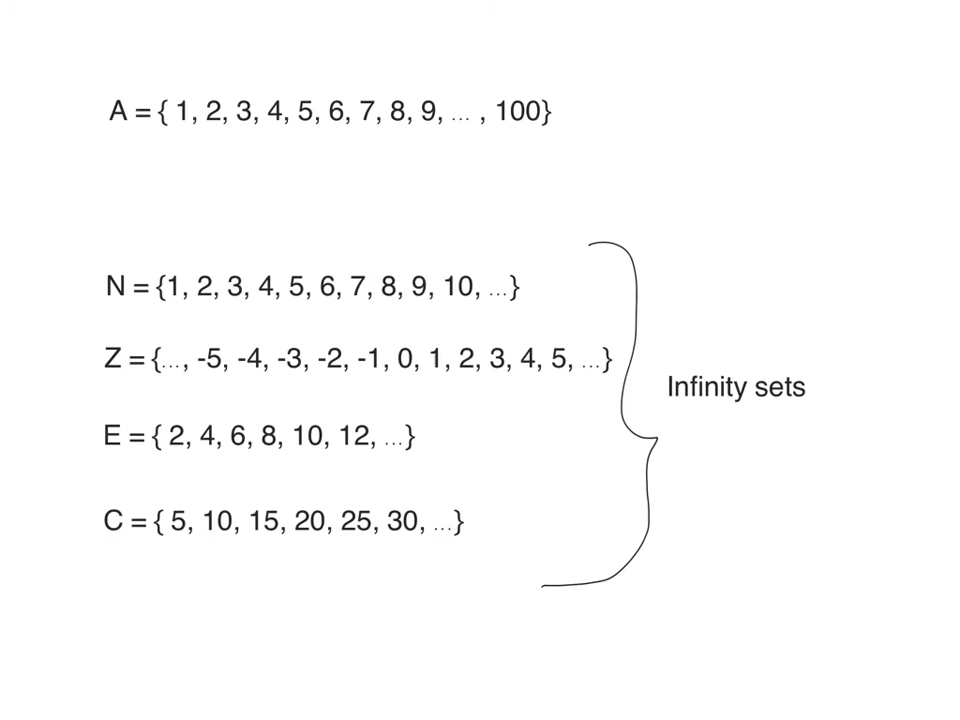 A = { 1, 2, 3, 4, 5, 6, 7, 8, 9, ... , 100}
N = {1, 2, 3, 4, 5, 6, 7, 8, 9, 10, ...}
Z = {..., -5, -4, -3, -2, -1, 0, 1, 2, 3, 4, 5, ...}
Infinity sets
E = { 2, 4, 6, 8, 10, 12, ...}
C = { 5, 10, 15, 20, 25, 30, ...}